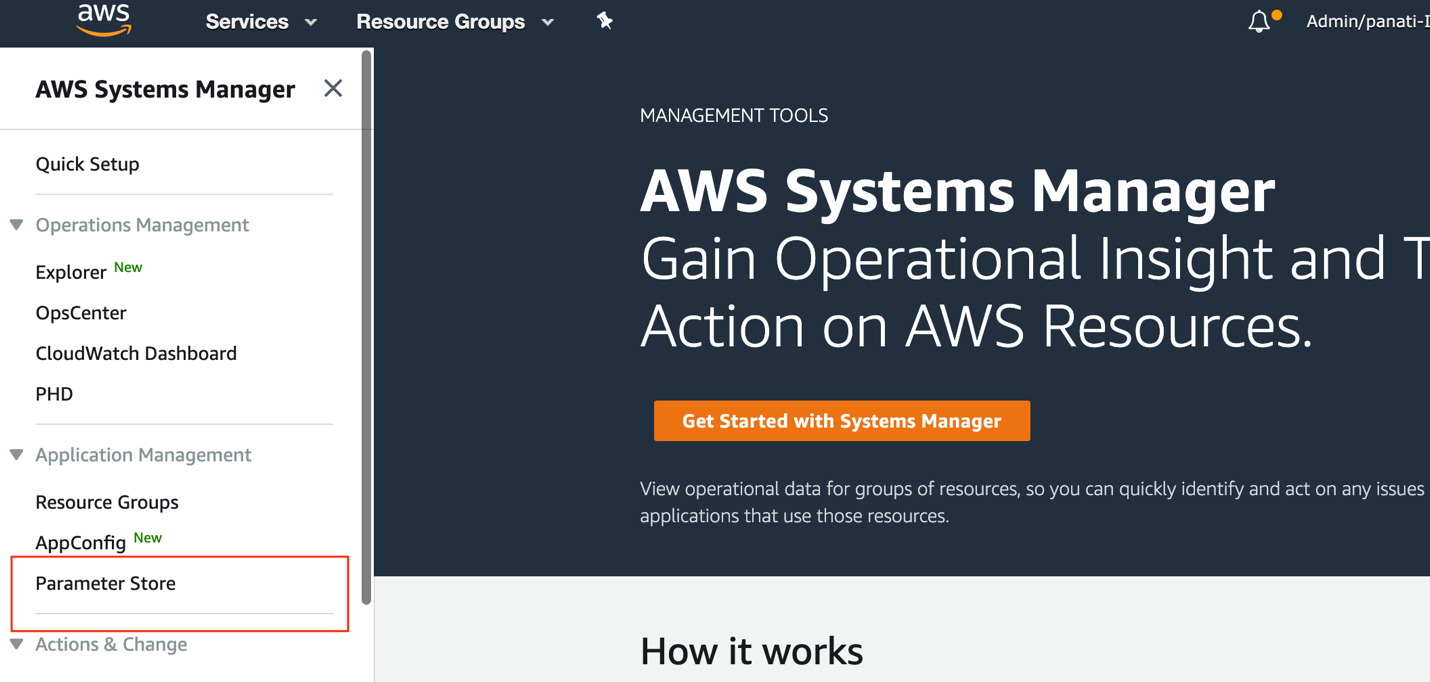 aws
Services
Resource Groups
Admin/panati-
AWS Systems Manager
Quick Setup
Operations Management
Explorer New
OpsCenter
CloudWatch Dashboard
PHD
Application Management
Resource Groups
AppConfig New
Parameter Store
Actions & Change
MANAGEMENT TOOLS
AWS Systems Manager
Gain Operational Insight and T
Action on AWS Resources.
Get Started with Systems Manager
View operational data for groups of resources, so you can quickly identify and act on any issues
applications that use those resources.
How it works